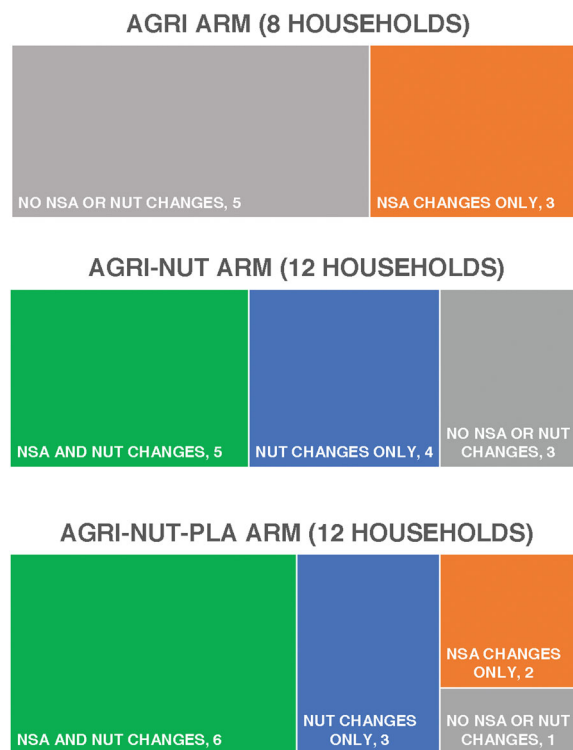 AGRI ARM (8 HOUSEHOLDS)
NO NSA OR NUT CHANGES, 5
NSA CHANGES ONLY, 3
AGRI-NUT ARM (12 HOUSEHOLDS)
NSA AND NUT CHANGES, 5
NUT CHANGES ONLY, 4
NO NSA OR NUT
CHANGES, 3
AGRI-NUT-PLA ARM (12 HOUSEHOLDS)
NSA AND NUT CHANGES, 6
NUT CHANGES
ONLY, 3
NSA CHANGES
ONLY, 2
NO NSA OR NUT
CHANGES, 1